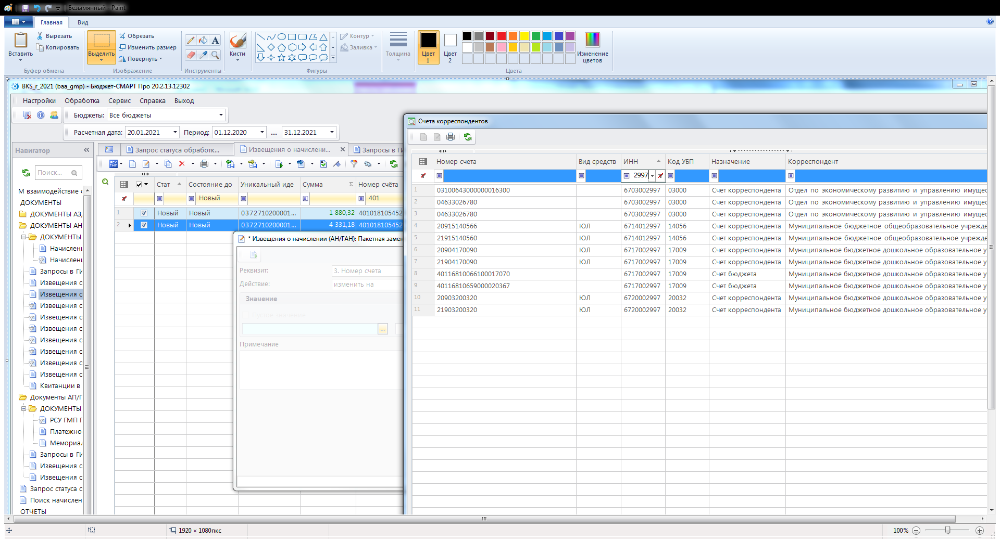 Безымянный - Paint
Главная
Вид
Вставить
Вырезать
Копировать
Буфер обмена
Выделить
Обрезать
Изменить размер
Повернуть
Изображение
A
Инструменты
Кисти
Контур
Заливка
Фигуры
Толщина
Цвет 1
Цвет 2
Изменение цветов
Цвета
BKS_r_2021 (baa_gmp) - Бюджет-СМАРТ Про 20.2.13.12302
Настройки Обработка Сервис Справка Выход
Бюджеты: Все бюджеты
Расчетная дата: 20.01.2021 Период: 01.12.2020 ... 31.12.2021
Навигатор
Поиск...
М взаимодействие с
ДОКУМЕНТЫ
ДОКУМЕНТЫ АЗ,
ДОКУМЕНТЫ АН
ДОКУМЕНТЫ
Начислени
Начислени
Запросы в ГИ
Извещения о
Извещения о
Извещения о
Извещения о
Извещения о
Извещения о
Извещения о
Извещения о
Извещения о
Квитанции в
Документы АП/Г
ДОКУМЕНТЫ
РСУ ГМП Г
Платежно
Мемориал
Запросы в ГИ
Извещения о
Извещения о
Запрос статуса о
Поиск начислен
ОТЧЕТЫ
Запрос статуса обработк...
Извещения о начислени...
Запросы в ГИ
РСУ ГМП
Стат Состояние до Уникальный иде Сумма Σ Номер счёта
Новый 401
1 Новый Новый 0372710200001... 1 880,32 401018105452
2 Новый Новый 0372710200001... 4 331,18 401018105452
* Извещения о начислении (АН/ГАН): Пакетная замен
Реквизит: 3. Номер счета
Действие: изменить на
Значение
Пустое значение
...
Примечание
Счета корреспондентов
Номер счета Вид средств ИНН Код УБП Назначение Корреспондент
2997
1 03100643000000016300 6703002997 03000 Счет корреспондента Отдел по экономическому развитию и управлению имущес
2 04633026780 6703002997 03000 Счет корреспондента Отдел по экономическому развитию и управлению имущес
3 04633026780 6703002997 03000 Счет корреспондента Отдел по экономическому развитию и управлению имущес
4 20915140566 ЮЛ 6714012997 14056 Счет корреспондента Муниципальное бюджетное общеобразовательное учрежде
5 21915140560 ЮЛ 6714012997 14056 Счет корреспондента Муниципальное бюджетное общеобразовательное учрежде
6 20904170090 ЮЛ 6717002997 17009 Счет корреспондента Муниципальное бюджетное дошкольное образовательное у
7 21904170090 ЮЛ 6717002997 17009 Счет корреспондента Муниципальное бюджетное дошкольное образовательное у
8 40116810066100017070 6717002997 17009 Счет бюджета Муниципальное бюджетное дошкольное образовательное у
9 40116810659000020367 6717002997 17009 Счет бюджета Муниципальное бюджетное дошкольное образовательное у
10 20903200320 ЮЛ 6720002997 20032 Счет корреспондента Муниципальное бюджетное дошкольное образовательное у
11 21903200320 ЮЛ 6720002997 20032 Счет корреспондента Муниципальное бюджетное дошкольное образовательное у
1920 × 1080пкс
100%